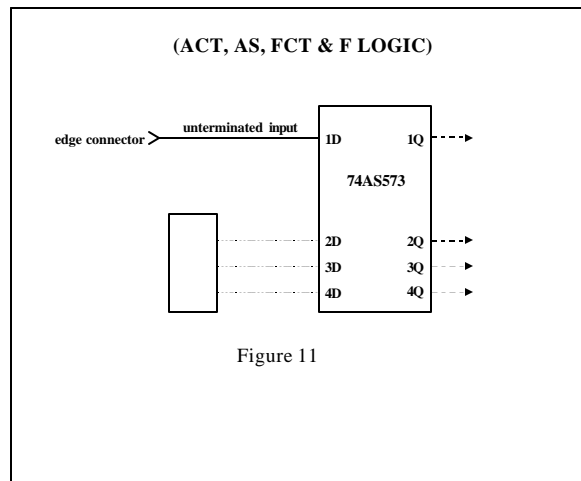 (ACT, AS, FCT & F LOGIC)
unterminated input
edge connector
1D 1Q
74AS573
2D 2Q
3D 3Q
4D 4Q
Figure 11